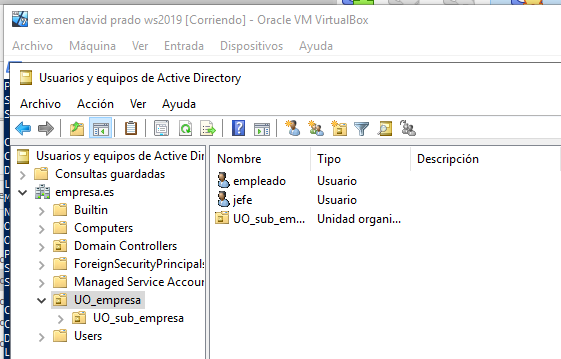 examen david prado ws2019 [Corriendo] - Oracle VM VirtualBox
Archivo Máquina Ver Entrada Dispositivos Ayuda
Usuarios y equipos de Active Directory
Archivo Acción Ver Ayuda
Usuarios y equipos de Active Dir
Consultas guardadas
empresa.es
Builtin
Computers
Domain Controllers
ForeignSecurityPrincipals
Managed Service Accour
UO_empresa
UO_sub_empresa
Users
Nombre Tipo Descripción
empleado Usuario
jefe Usuario
UO_sub_em... Unidad organi...